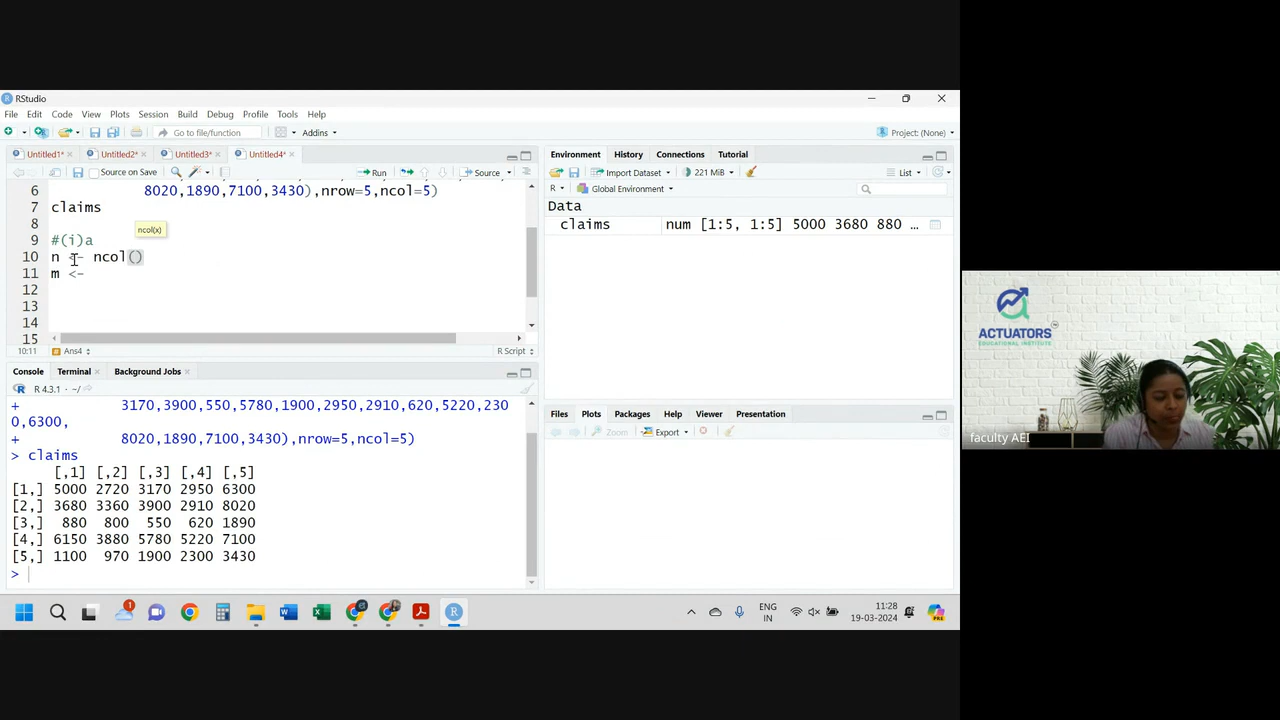 RStudio
File Edit Code View Plots Session Build Debug Profile Tools Help
Go to file/function Addins Project: (None)
Untitled1* Untitled2* Untitled3* Untitled4*
Source on Save Run Source
6 8020,1890,7100,3430),nrow=5,ncol=5)
7 claims
8 ncol(x)
9 #(i)a
10 n <- ncol()
11 m <-
12
13
14
15
10:11 Ans4 R Script
Console Terminal Background Jobs
R 4.3.1 · ~/
+ 3170,3900,550,5780,1900,2950,2910,620,5220,230
0,6300,
+ 8020,1890,7100,3430),nrow=5,ncol=5)
> claims
[,1] [,2] [,3] [,4] [,5]
[1,] 5000 2720 3170 2950 6300
[2,] 3680 3360 3900 2910 8020
[3,] 880 800 550 620 1890
[4,] 6150 3880 5780 5220 7100
[5,] 1100 970 1900 2300 3430
>
Environment History Connections Tutorial
Import Dataset 221 MiB List
R Global Environment
Data
claims num [1:5, 1:5] 5000 3680 880 ...
Files Plots Packages Help Viewer Presentation
Zoom Export
ACTUATORS
EDUCATIONAL INSTITUTE
faculty AEI
ENG
IN
11:28
19-03-2024